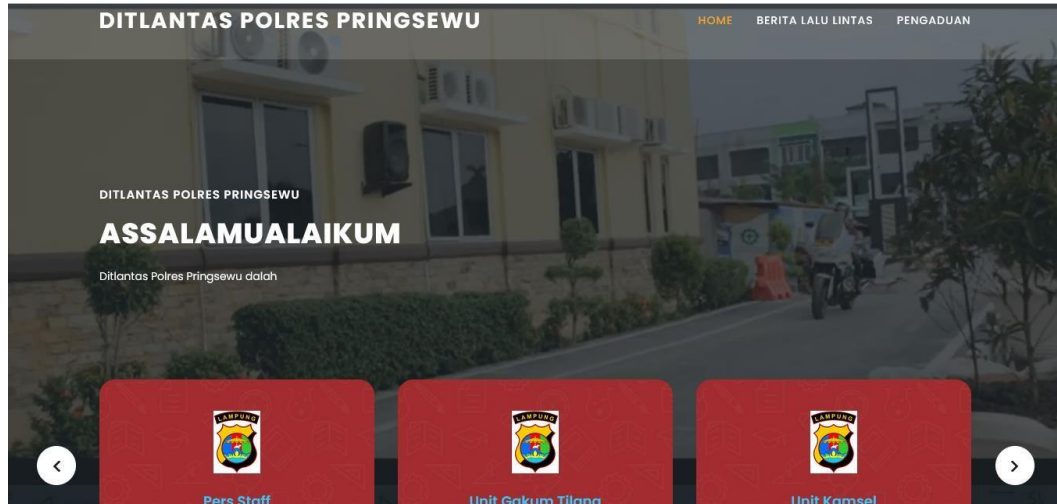 DITLANTAS POLRES PRINGSEWU
HOME BERITA LALU LINTAS PENGADUAN
DITLANTAS POLRES PRINGSEWU
ASSALAMUALAIKUM
Ditlantas Polres Pringsewu dalah
LAMPUNG LAMPUNG LAMPUNG
Pers Staff Unit Gakum Tilang Unit Kamsel